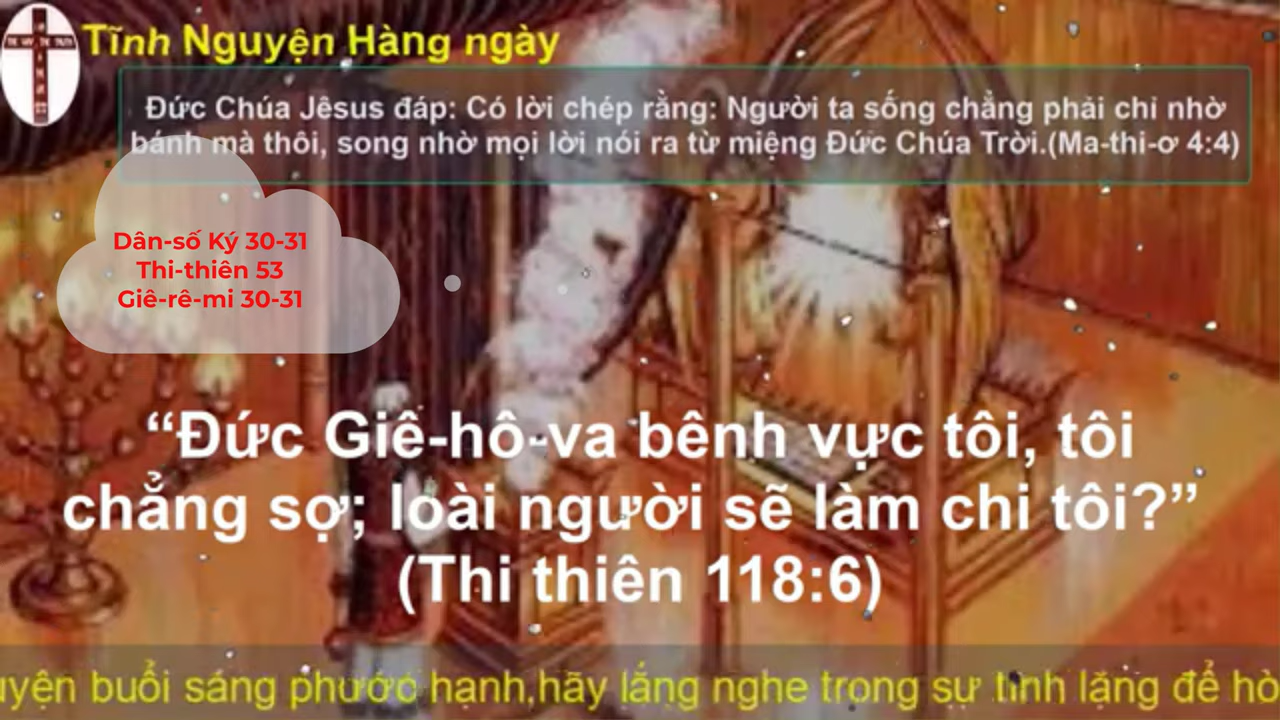 Tĩnh Nguyện Hàng ngày
Đức Chúa Jêsus đáp: Có lời chép rằng: Người ta sống chẳng phải chỉ nhờ
bánh mà thôi, song nhờ mọi lời nói ra từ miệng Đức Chúa Trời.(Ma-thi-ơ 4:4)
Dân-số Ký 30-31
Thi-thiên 53
Giê-rê-mi 30-31
“Đức Giê-hô-va bênh vực tôi, tôi
chẳng sợ; loài người sẽ làm chi tôi?”
(Thi thiên 118:6)
uyện buổi sáng phước hạnh,hãy lắng nghe trong sự tĩnh lặng để hò